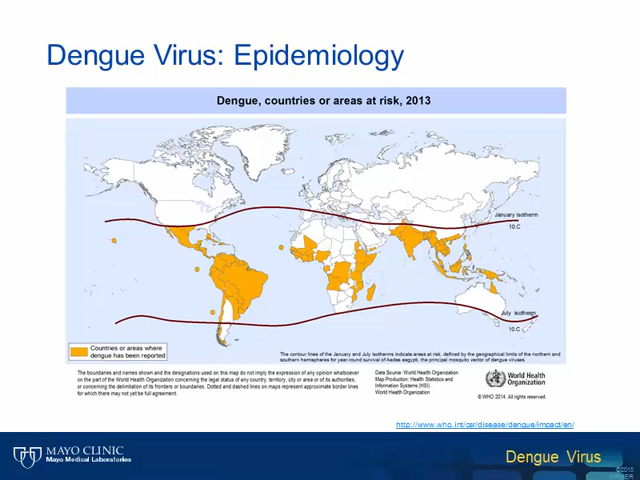 Dengue Virus: Epidemiology
Dengue, countries or areas at risk, 2013
January isotherm
10.C
July isotherm
10.C
Countries or areas where
dengue has been reported
The contour lines of the January and July isotherms indicate areas at risk, defined by the geographical limits of the northern and
southern hemispheres for year-round survival of Aedes aegypti, the principal mosquito vector of dengue viruses.
The boundaries and names shown and the designations used on this map do not imply the expression of any opinion whatsoever
on the part of the World Health Organization concerning the legal status of any country, territory, city or area or of its authorities,
or concerning the delimitation of its frontiers or boundaries. Dotted and dashed lines on maps represent approximate border lines
for which there may not yet be full agreement.
Data Source: World Health Organization
Map Production: Health Statistics and
Information Systems (HSI)
World Health Organization
World Health
Organization
© WHO 2014. All rights reserved.
http://www.who.int/csr/disease/dengue/impact/en/
MAYO CLINIC
Mayo Medical Laboratories
Dengue Virus
©2015